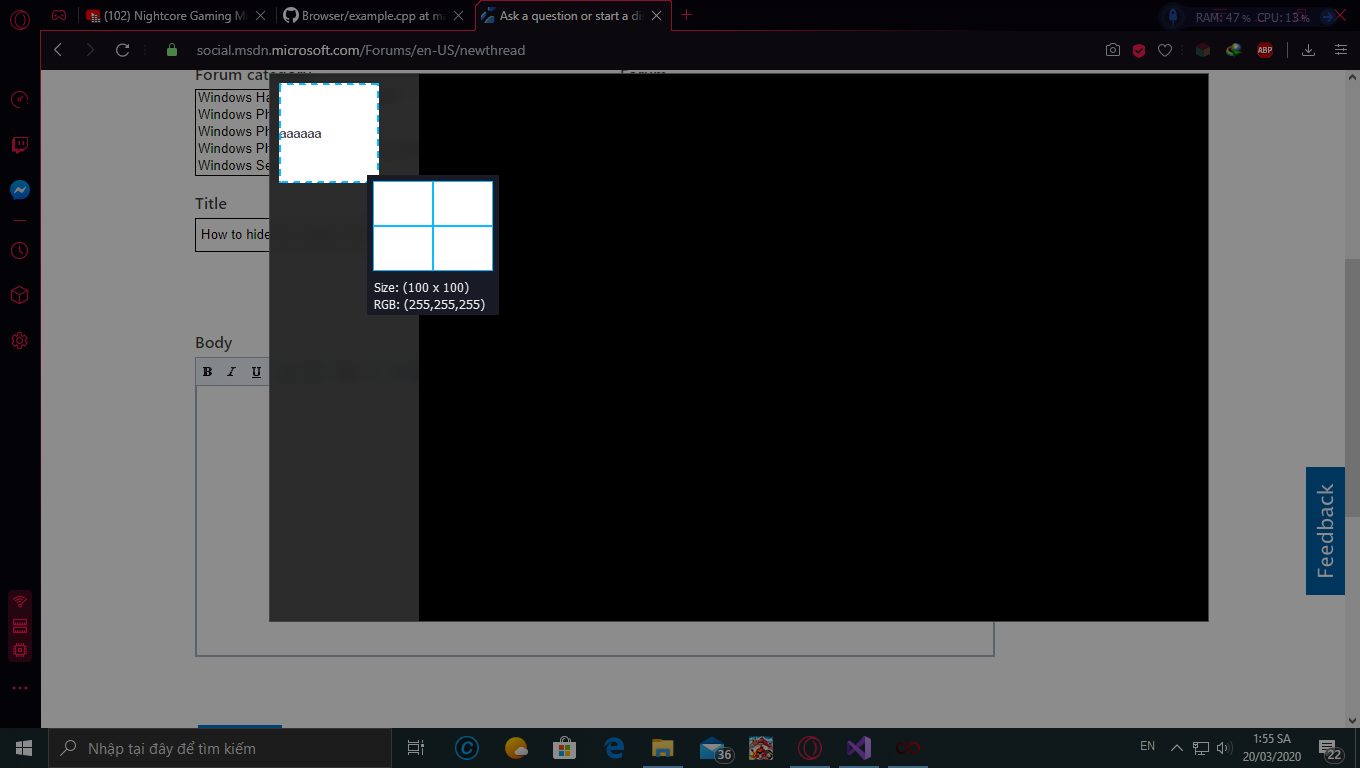 (102) Nightcore Gaming Mi
Browser/example.cpp at m
Ask a question or start a di
RAM: 47 % CPU: 13 %
social.msdn.microsoft.com/Forums/en-US/newthread
ABP
Forum
Windows Ha
Windows Ph
Windows Ph
Windows Ph
Windows Se
aaaaaa
Title
How to hide
Size: (100 x 100)
RGB: (255,255,255)
Body
B I U
Feedback
Nhập tại đây để tìm kiếm
36
EN
1:55 SA
20/03/2020
22